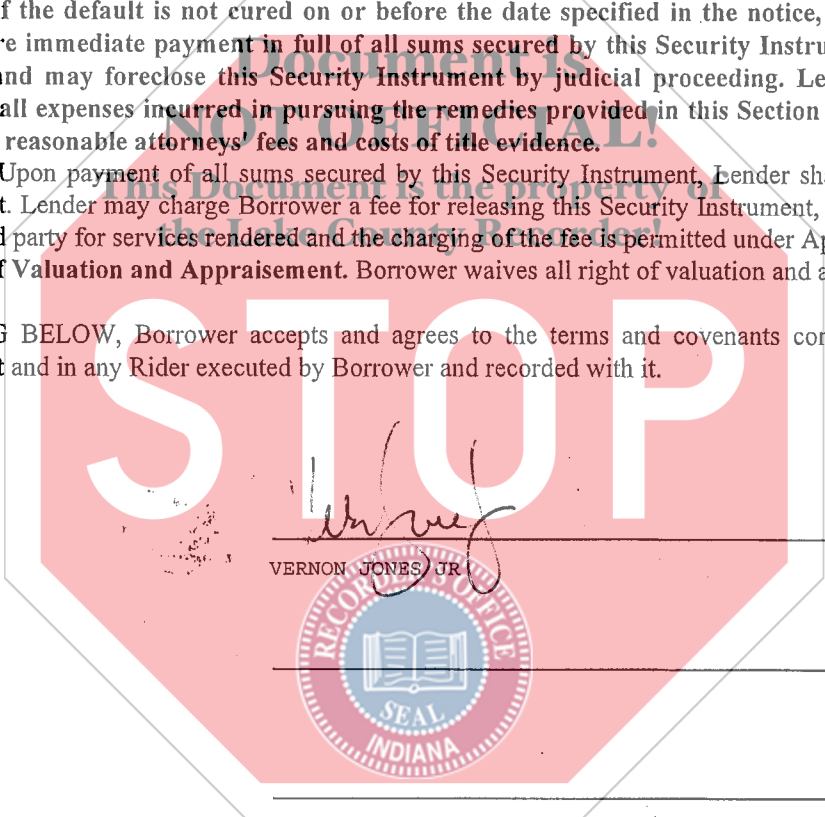 f the default is not cured on or before the date specified in the notice,
re immediate payment in full of all sums secured by this Security Instru
and may foreclose this Security Instrument by judicial proceeding. Le
all expenses incurred in pursuing the remedies provided in this Section
reasonable attorneys' fees and costs of title evidence.
Upon payment of all sums secured by this Security Instrument, Lender sh
t. Lender may charge Borrower a fee for releasing this Security Instrument,
d party for services rendered and the charging of the fee is permitted under Ap
f Valuation and Appraisement. Borrower waives all right of valuation and a
G BELOW, Borrower accepts and agrees to the terms and covenants con
t and in any Rider executed by Borrower and recorded with it.
Document is
NOT OFFICIAL!
This Document is the property of
the Lake County Recorder!
STOP
VERNON JONES JR
RECORDER'S OFFICE
SEAL
INDIANA